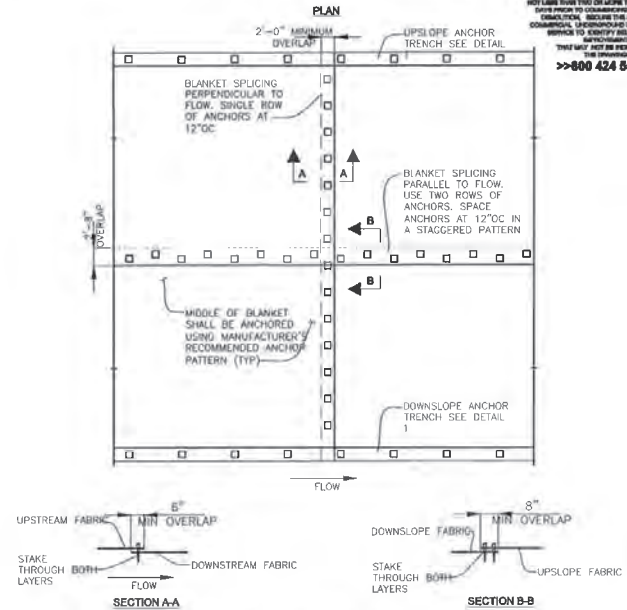 PLAN
2'-0" MINIMUM
OVERLAP
UPSLOPE ANCHOR
TRENCH SEE DETAIL
1
>>800 424 5
BLANKET SPLICING
PERPENDICULAR TO
FLOW. SINGLE ROW
OF ANCHORS AT
12"OC
A
A
BLANKET SPLICING
PARALLEL TO FLOW.
USE TWO ROWS OF
ANCHORS. SPACE
ANCHORS AT 12"OC IN
A STAGGERED PATTERN
B
B
OVERLAP
MIDDLE OF BLANKET
SHALL BE ANCHORED
USING MANUFACTURER'S
RECOMMENDED ANCHOR
PATTERN (TYP)
DOWNSLOPE ANCHOR
TRENCH SEE DETAIL
1
FLOW
6"
MIN OVERLAP
UPSTREAM FABRIC
STAKE
THROUGH BOTH
LAYERS
DOWNSTREAM FABRIC
FLOW
SECTION A-A
8"
MIN OVERLAP
DOWNSLOPE FABRIC
STAKE
THROUGH BOTH
LAYERS
UPSLOPE FABRIC
SECTION B-B